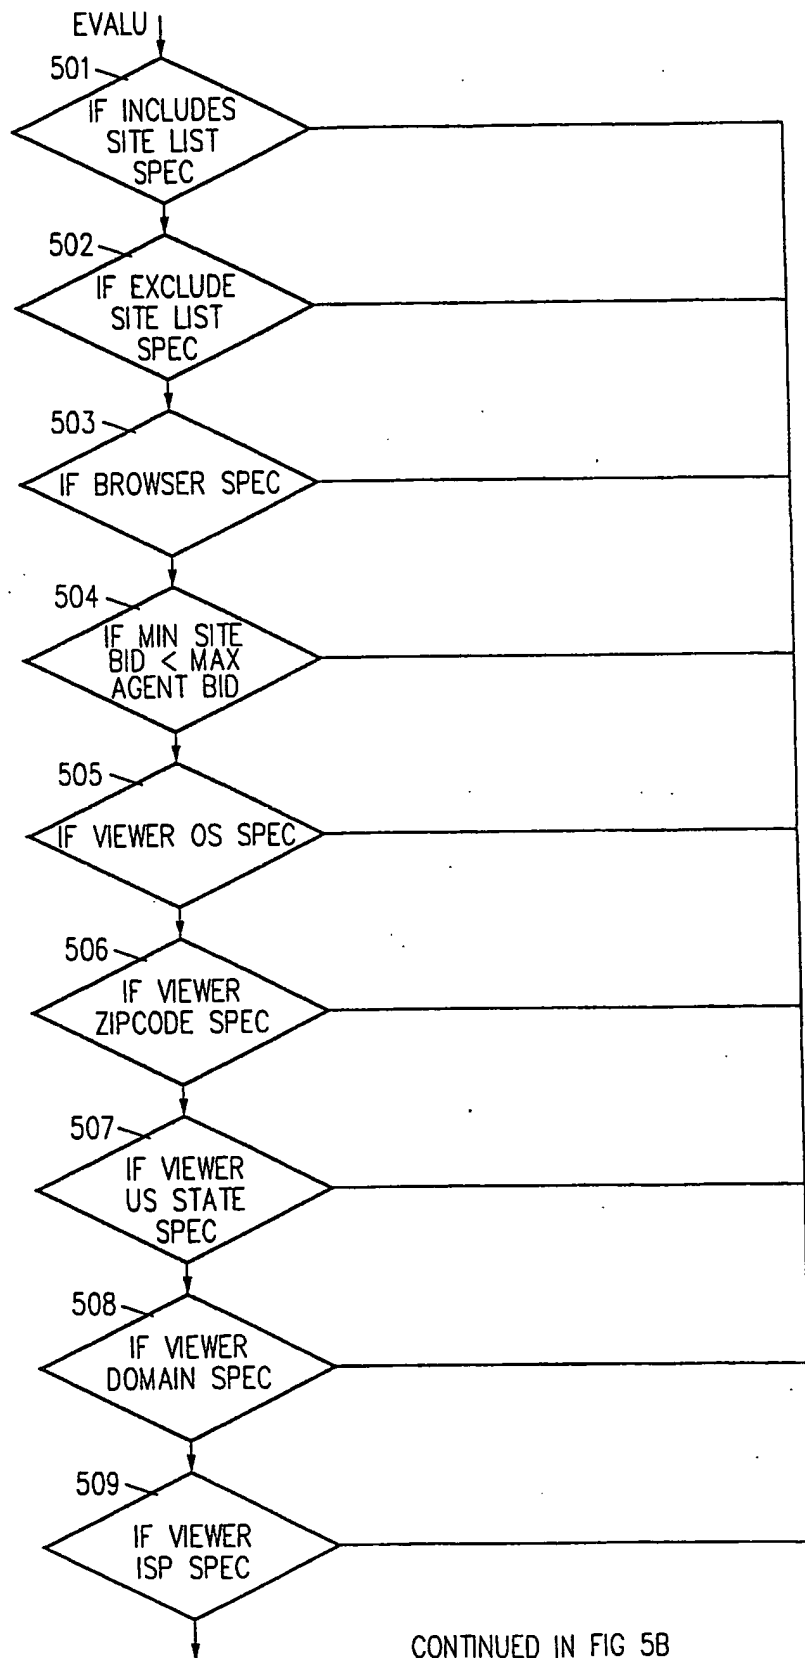 EVALU
501
IF INCLUDES
SITE LIST
SPEC
502
IF EXCLUDE
SITE LIST
SPEC
503
IF BROWSER SPEC
504
IF MIN SITE
BID < MAX
AGENT BID
505
IF VIEWER OS SPEC
506
IF VIEWER
ZIPCODE SPEC
507
IF VIEWER
US STATE
SPEC
508
IF VIEWER
DOMAIN SPEC
509
IF VIEWER
ISP SPEC
CONTINUED IN FIG 5B